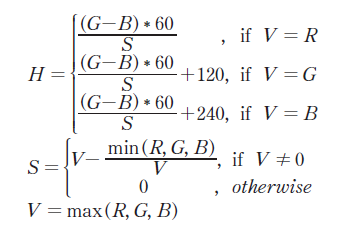 H = { (G−B) * 60 / S , if V = R
(G−B) * 60 / S +120, if V = G
(G−B) * 60 / S +240, if V = B
S = { V− min(R, G, B) / V , if V ≠ 0
0 , otherwise
V = max(R, G, B)